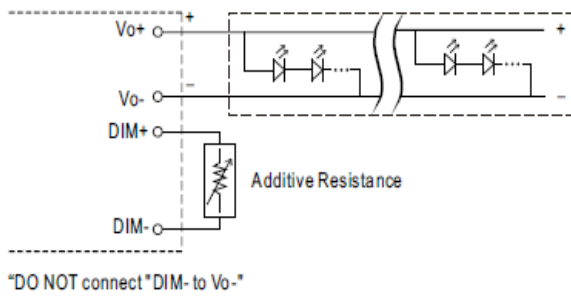 Vo+
+
+
Vo-
–
–
DIM+
Additive Resistance
DIM-
"DO NOT connect "DIM- to Vo-"